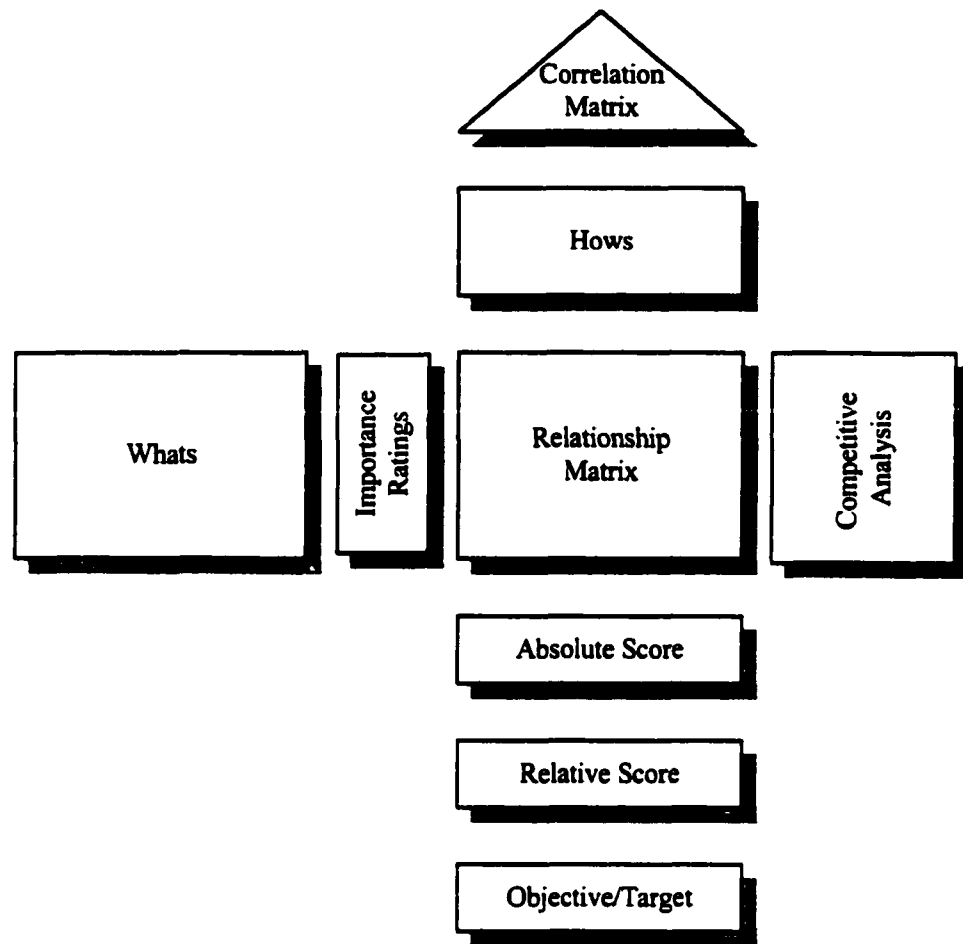 Correlation
Matrix
Hows
Whats
Importance
Ratings
Relationship
Matrix
Competitive
Analysis
Absolute Score
Relative Score
Objective/Target